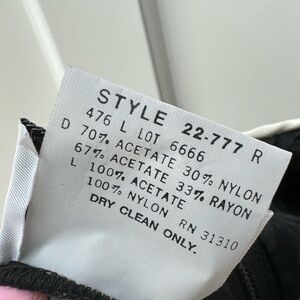 STYLE 22-777 R
476 L LOT 6666
D 70% ACETATE 30% NYLON
67% ACETATE 33% RAYON
L 100% ACETATE
100% NYLON RN 31310
DRY CLEAN ONLY.